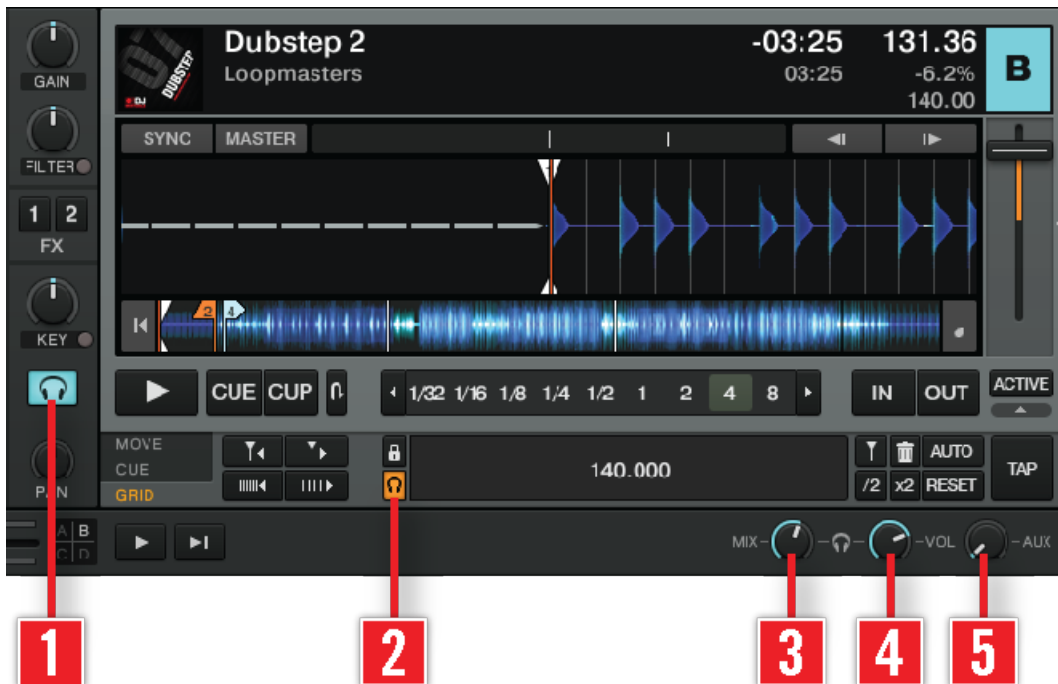 GAIN
FILTER
1 2
FX
KEY
PAN
DJ
DUBSTEP
Dubstep 2
Loopmasters
-03:25
03:25
131.36
-6.2%
140.00
B
SYNC MASTER
2 4
CUE CUP
1/32 1/16 1/8 1/4 1/2 1 2 4 8
IN OUT
ACTIVE
MOVE
CUE
GRID
140.000
AUTO
/2 x2 RESET
TAP
A B
C D
MIX VOL AUX
1 2 3 4 5